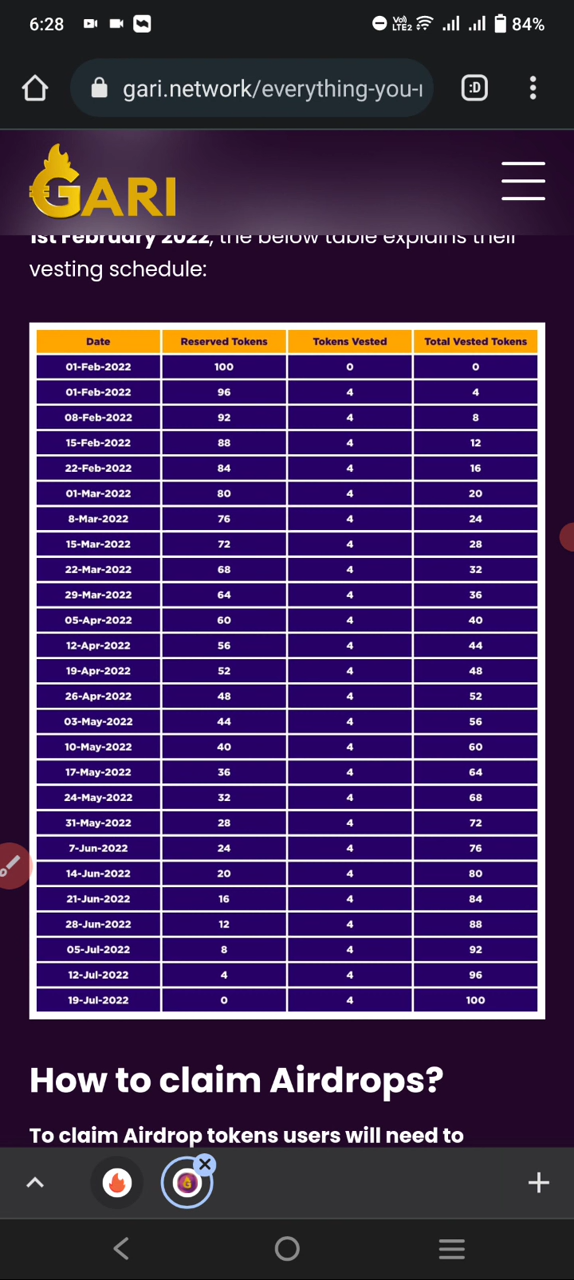 6:28 Vo) LTE2 84%
gari.network/everything-you-
:D
GARI
1st February 2022, the below table explains their
vesting schedule:
Date Reserved Tokens Tokens Vested Total Vested Tokens
01-Feb-2022 100 0 0
01-Feb-2022 96 4 4
08-Feb-2022 92 4 8
15-Feb-2022 88 4 12
22-Feb-2022 84 4 16
01-Mar-2022 80 4 20
8-Mar-2022 76 4 24
15-Mar-2022 72 4 28
22-Mar-2022 68 4 32
29-Mar-2022 64 4 36
05-Apr-2022 60 4 40
12-Apr-2022 56 4 44
19-Apr-2022 52 4 48
26-Apr-2022 48 4 52
03-May-2022 44 4 56
10-May-2022 40 4 60
17-May-2022 36 4 64
24-May-2022 32 4 68
31-May-2022 28 4 72
7-Jun-2022 24 4 76
14-Jun-2022 20 4 80
21-Jun-2022 16 4 84
28-Jun-2022 12 4 88
05-Jul-2022 8 4 92
12-Jul-2022 4 4 96
19-Jul-2022 0 4 100
How to claim Airdrops?
To claim Airdrop tokens users will need to